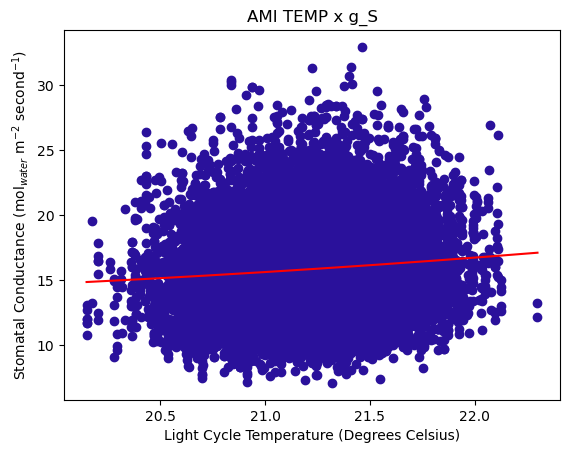 AMI TEMP x g_S
Stomatal Conductance (mol_water m⁻² second⁻¹)
30
25
20
15
10
20.5 21.0 21.5 22.0
Light Cycle Temperature (Degrees Celsius)